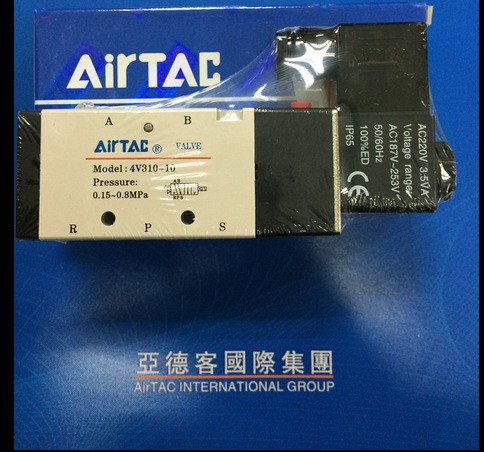 AirTAC
A B
AirTAC ® VALVE
Model: 4V310-10
Pressure:
0.15~0.8MPa
R P S
AC220V 3.5VA
Voltage range:
AC187V-253V
50/60Hz
100%ED
IP65
CE
亞德客國際集團
AirTAC INTERNATIONAL GROUP